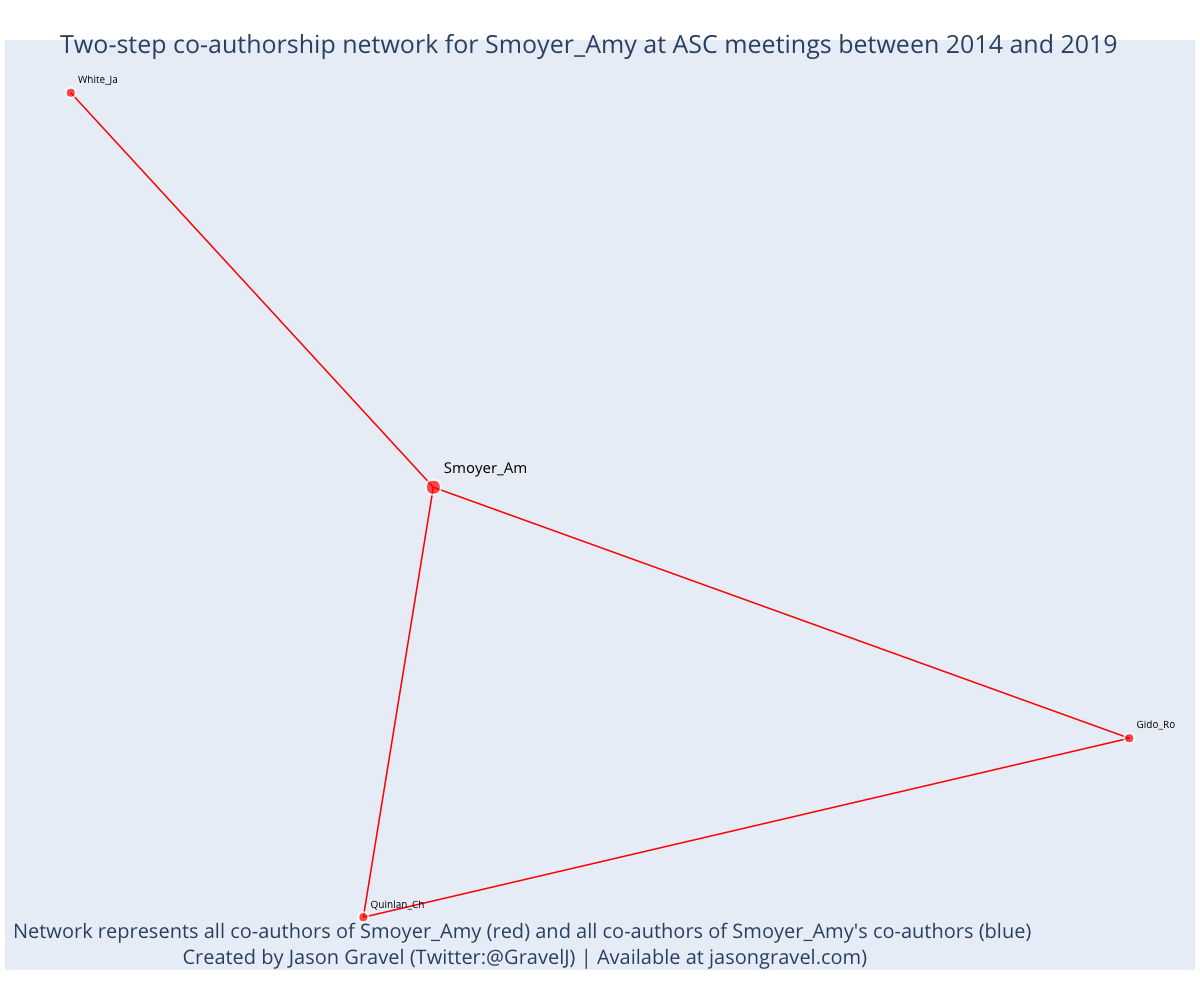 Two-step co-authorship network for Smoyer_Amy at ASC meetings between 2014 and 2019
White_Ja
Smoyer_Am
Gido_Ro
Quinlan_Ch
Network represents all co-authors of Smoyer_Amy (red) and all co-authors of Smoyer_Amy's co-authors (blue)
Created by Jason Gravel (Twitter:@GravelJ) | Available at jasongravel.com)